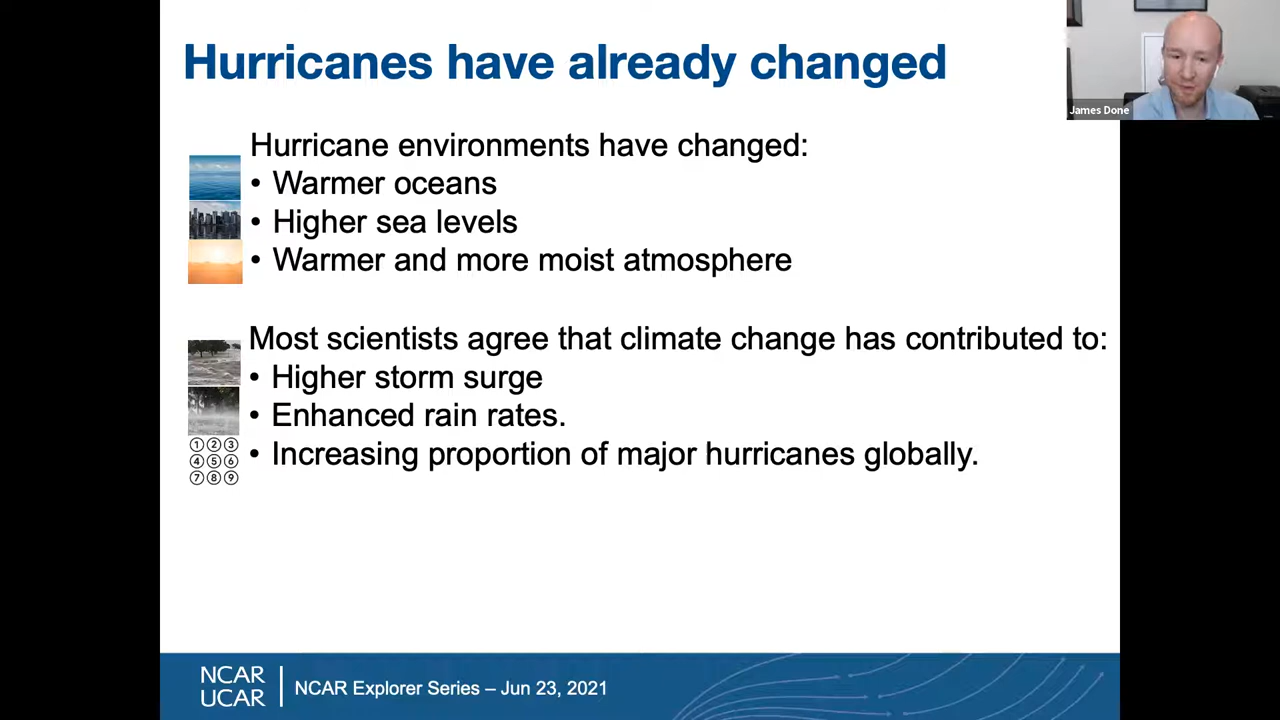 Hurricanes have already changed
James Done
Hurricane environments have changed:
• Warmer oceans
• Higher sea levels
• Warmer and more moist atmosphere
Most scientists agree that climate change has contributed to:
• Higher storm surge
• Enhanced rain rates.
• Increasing proportion of major hurricanes globally.
① ② ③
④ ⑤ ⑥
⑦ ⑧ ⑨
NCAR
UCAR
NCAR Explorer Series – Jun 23, 2021